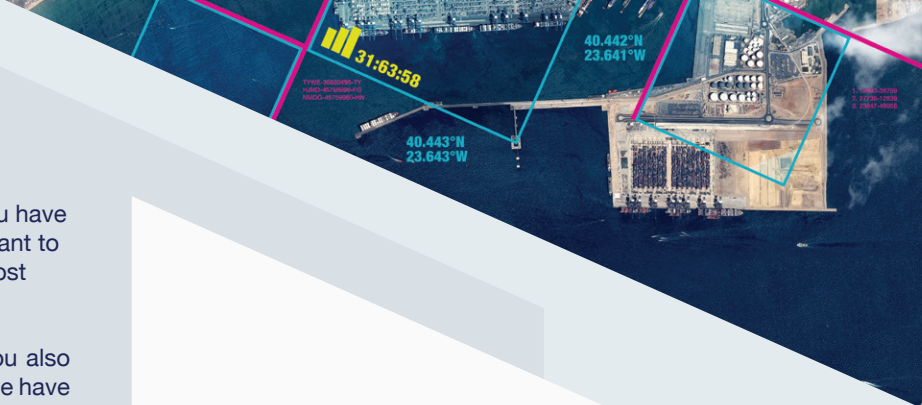 31:63:58
40.442°N
23.641°W
40.443°N
23.643°W
u have
ant to
ost
ou also
e have